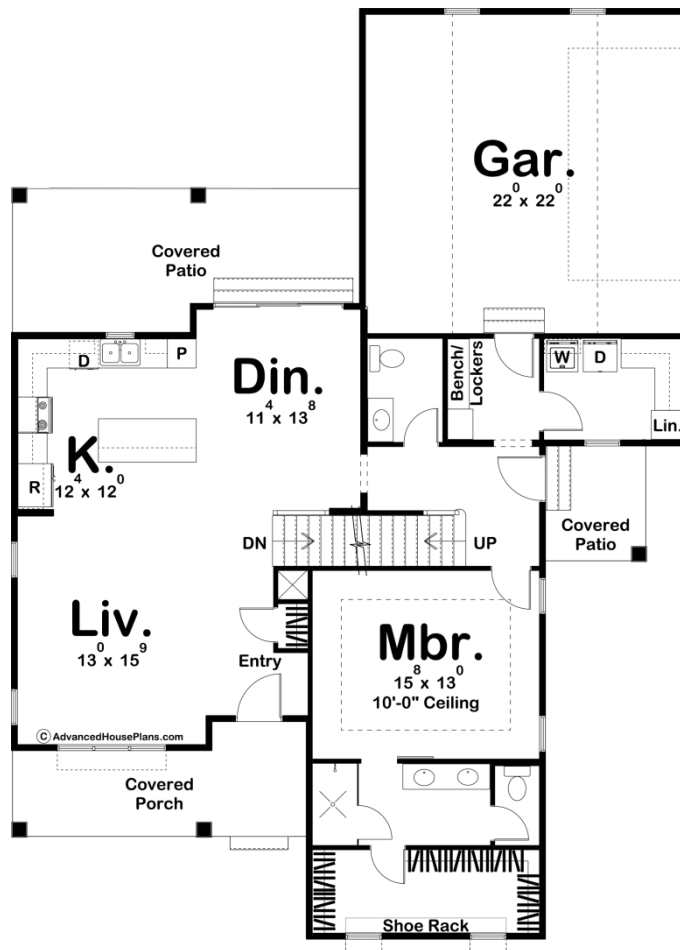 Gar.
22⁰ x 22⁰
Covered
Patio
D
P
Din.
11⁴ x 13⁸
Bench/
Lockers
W
D
Lin.
K.
12⁴ x 12⁰
R
DN
UP
Covered
Patio
Liv.
13⁰ x 15⁹
Entry
Mbr.
15⁸ x 13⁰
10'-0" Ceiling
© AdvancedHousePlans.com
Covered
Porch
Shoe Rack